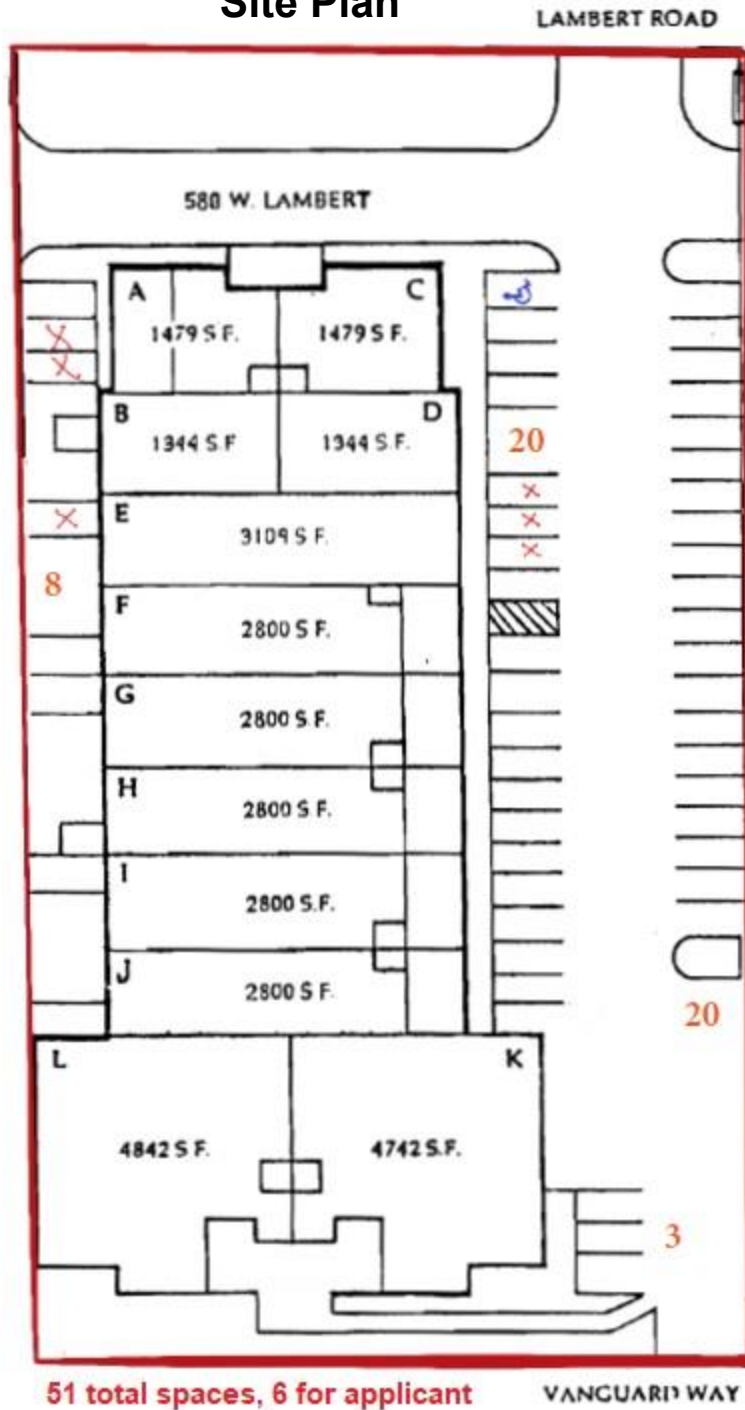 Site Plan
LAMBERT ROAD
580 W. LAMBERT
A
C
1479 S F.
1479 S F.
B
D
1344 S.F
1344 S.F.
20
X
X
X
X
X
X
E
3109 S F.
8
F
2800 S F.
G
2800 S F.
H
2800 S F.
I
2800 S.F.
J
2800 S F.
20
L
K
4842 S F.
4742 S.F.
3
51 total spaces, 6 for applicant
VANGUARD WAY